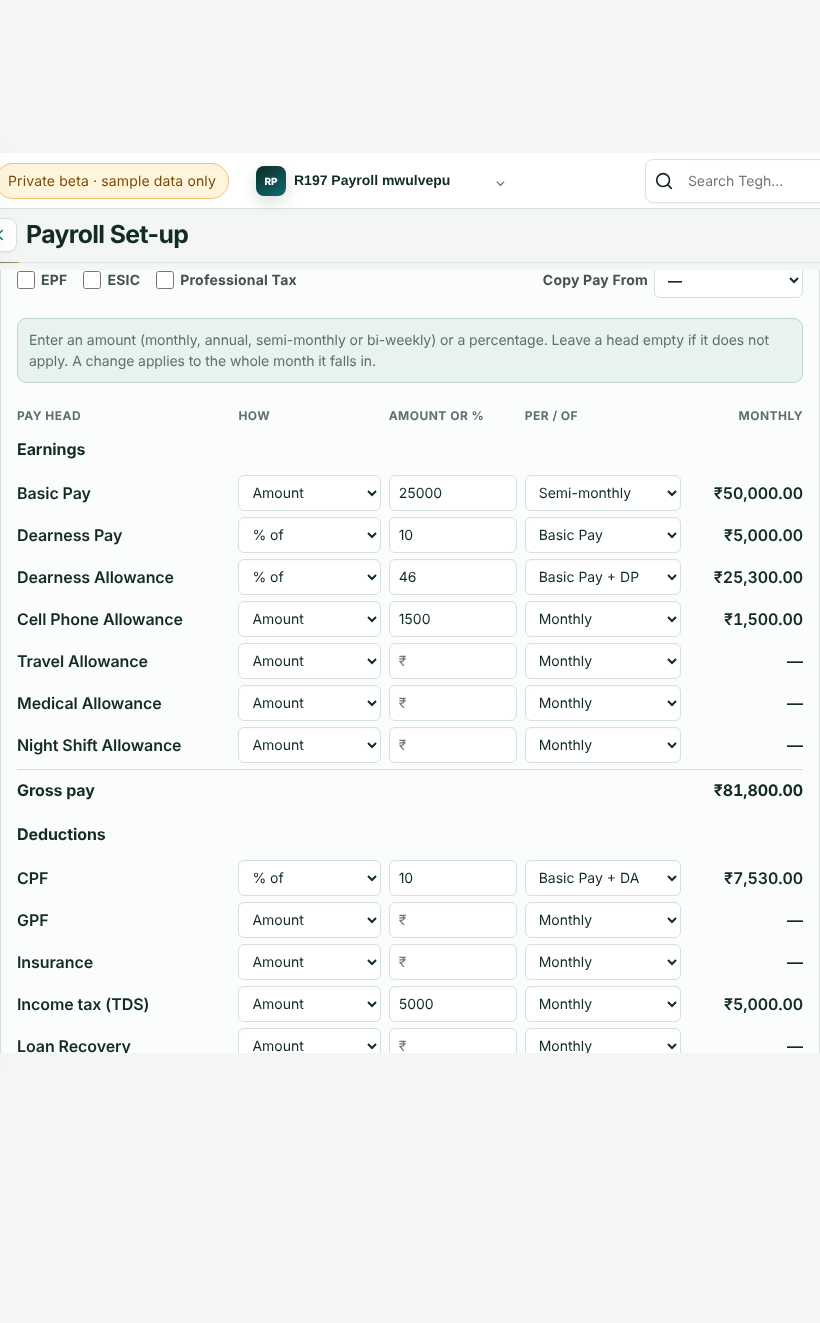 Private beta · sample data only
RP R197 Payroll mwulvepu
Search Tegh...
Payroll Set-up
EPF ESIC Professional Tax Copy Pay From —
Enter an amount (monthly, annual, semi-monthly or bi-weekly) or a percentage. Leave a head empty if it does not
apply. A change applies to the whole month it falls in.
PAY HEAD HOW AMOUNT OR % PER / OF MONTHLY
Earnings
Basic Pay Amount 25000 Semi-monthly ₹50,000.00
Dearness Pay % of 10 Basic Pay ₹5,000.00
Dearness Allowance % of 46 Basic Pay + DP ₹25,300.00
Cell Phone Allowance Amount 1500 Monthly ₹1,500.00
Travel Allowance Amount ₹ Monthly —
Medical Allowance Amount ₹ Monthly —
Night Shift Allowance Amount ₹ Monthly —
Gross pay ₹81,800.00
Deductions
CPF % of 10 Basic Pay + DA ₹7,530.00
GPF Amount ₹ Monthly —
Insurance Amount ₹ Monthly —
Income tax (TDS) Amount 5000 Monthly ₹5,000.00
Loan Recovery Amount ₹ Monthly —